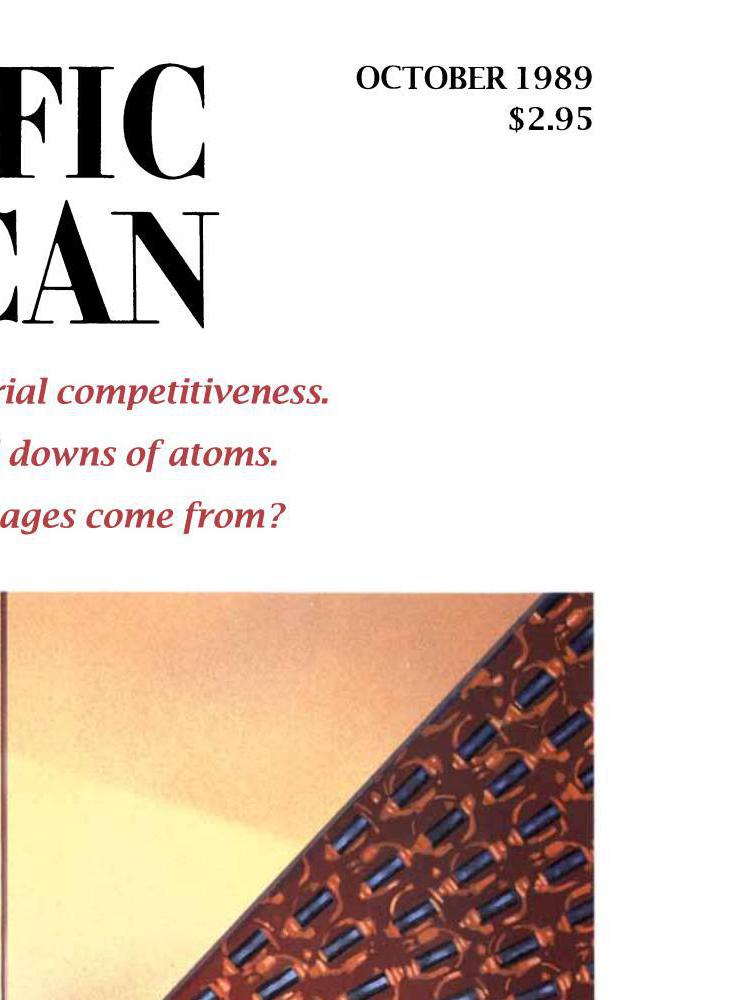 FIC
OCTOBER 1989
$2.95
CAN
rial competitiveness.
downs of atoms.
ages come from?